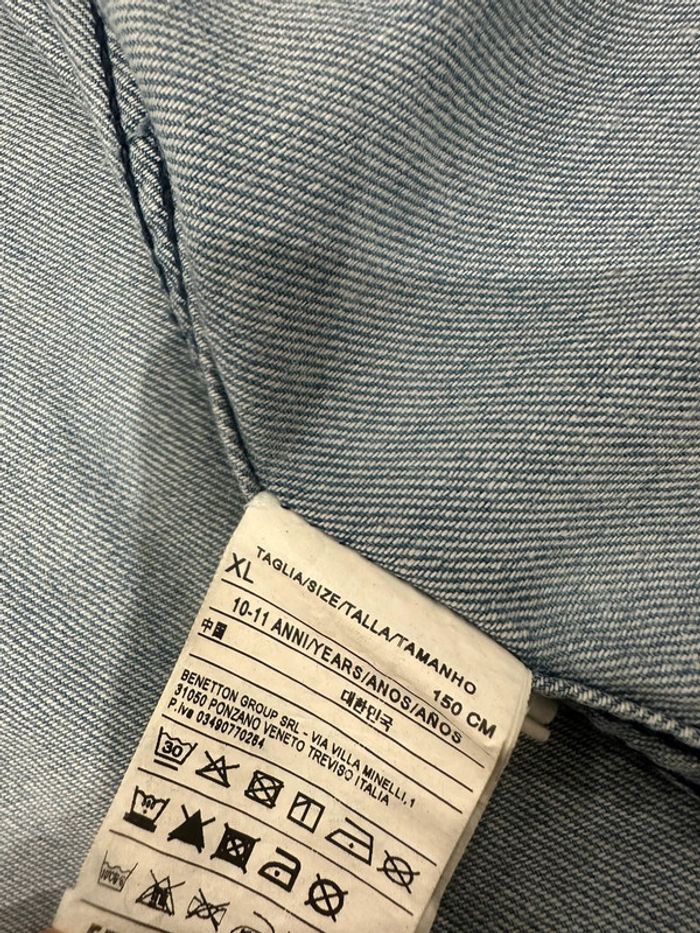 TAGLIA/SIZE/TALLA/TAMANHO
XL 150 CM
10-11 ANNI/YEARS/ANOS/AÑOS
中国 대한민국
BENETTON GROUP SRL - VIA VILLA MINELLI, 1
31050 PONZANO VENETO TREVISO ITALIA
P.iva 03490770264
30